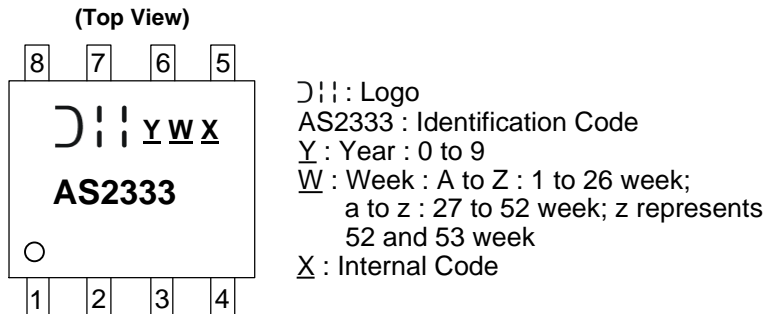 (Top View)
8 7 6 5
Y W X
AS2333
1 2 3 4
: Logo
AS2333 : Identification Code
Y : Year : 0 to 9
W : Week : A to Z : 1 to 26 week;
a to z : 27 to 52 week; z represents
52 and 53 week
X : Internal Code